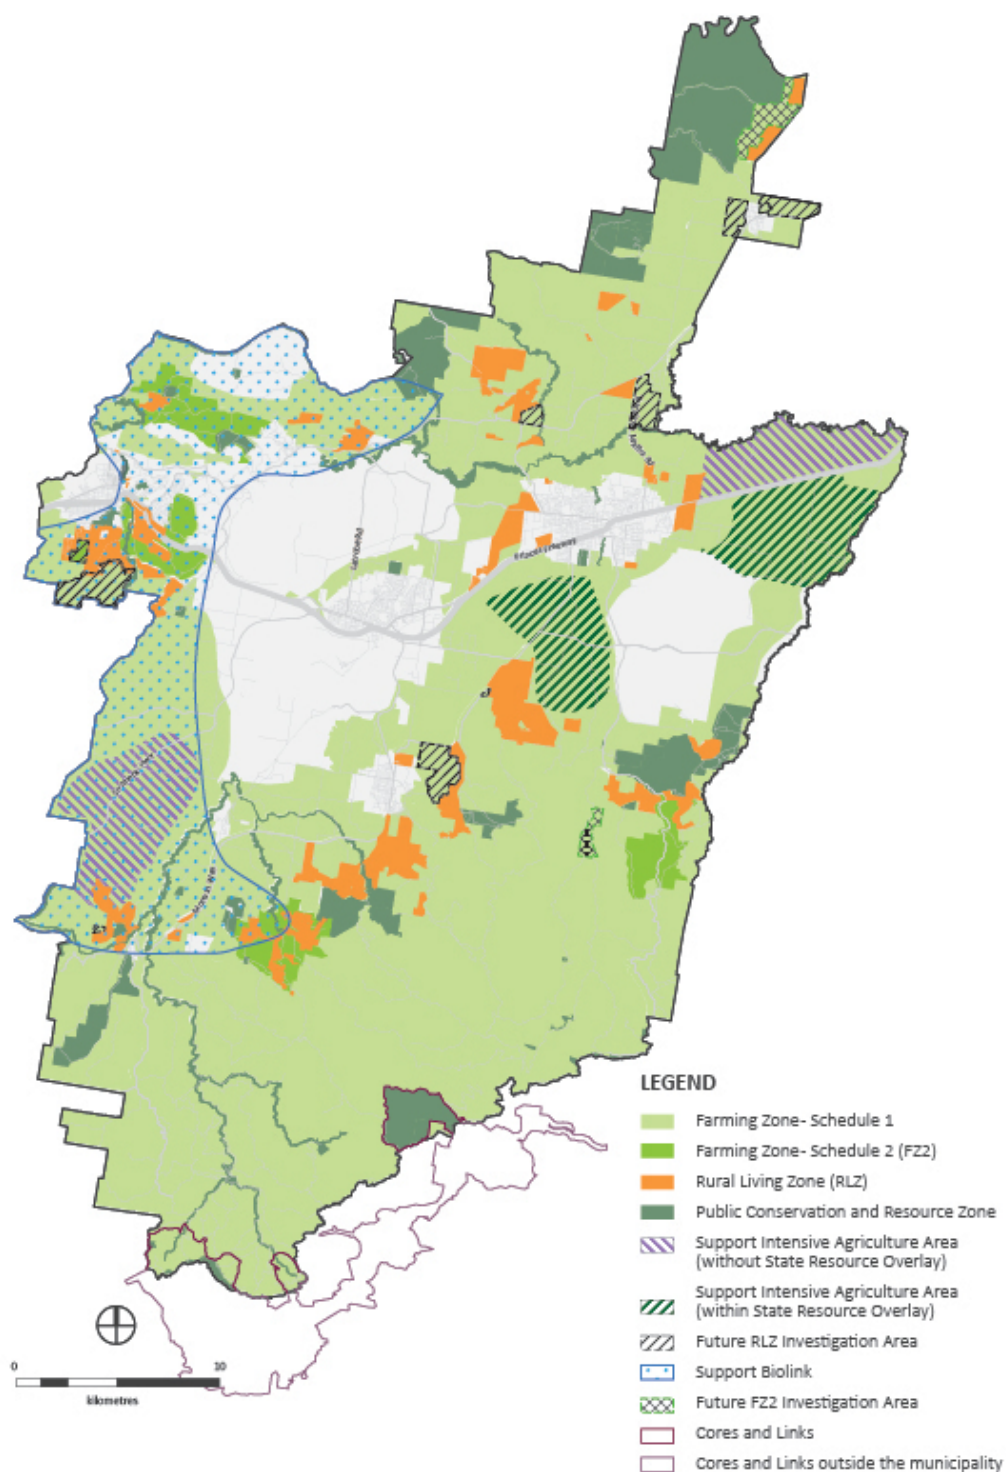 LEGEND
Farming Zone- Schedule 1
Farming Zone- Schedule 2 (FZ2)
Rural Living Zone (RLZ)
Public Conservation and Resource Zone
Support Intensive Agriculture Area
(without State Resource Overlay)
Support Intensive Agriculture Area
(within State Resource Overlay)
Future RLZ Investigation Area
Support Biolink
Future FZ2 Investigation Area
Cores and Links
Cores and Links outside the municipality
0
10
kilometres